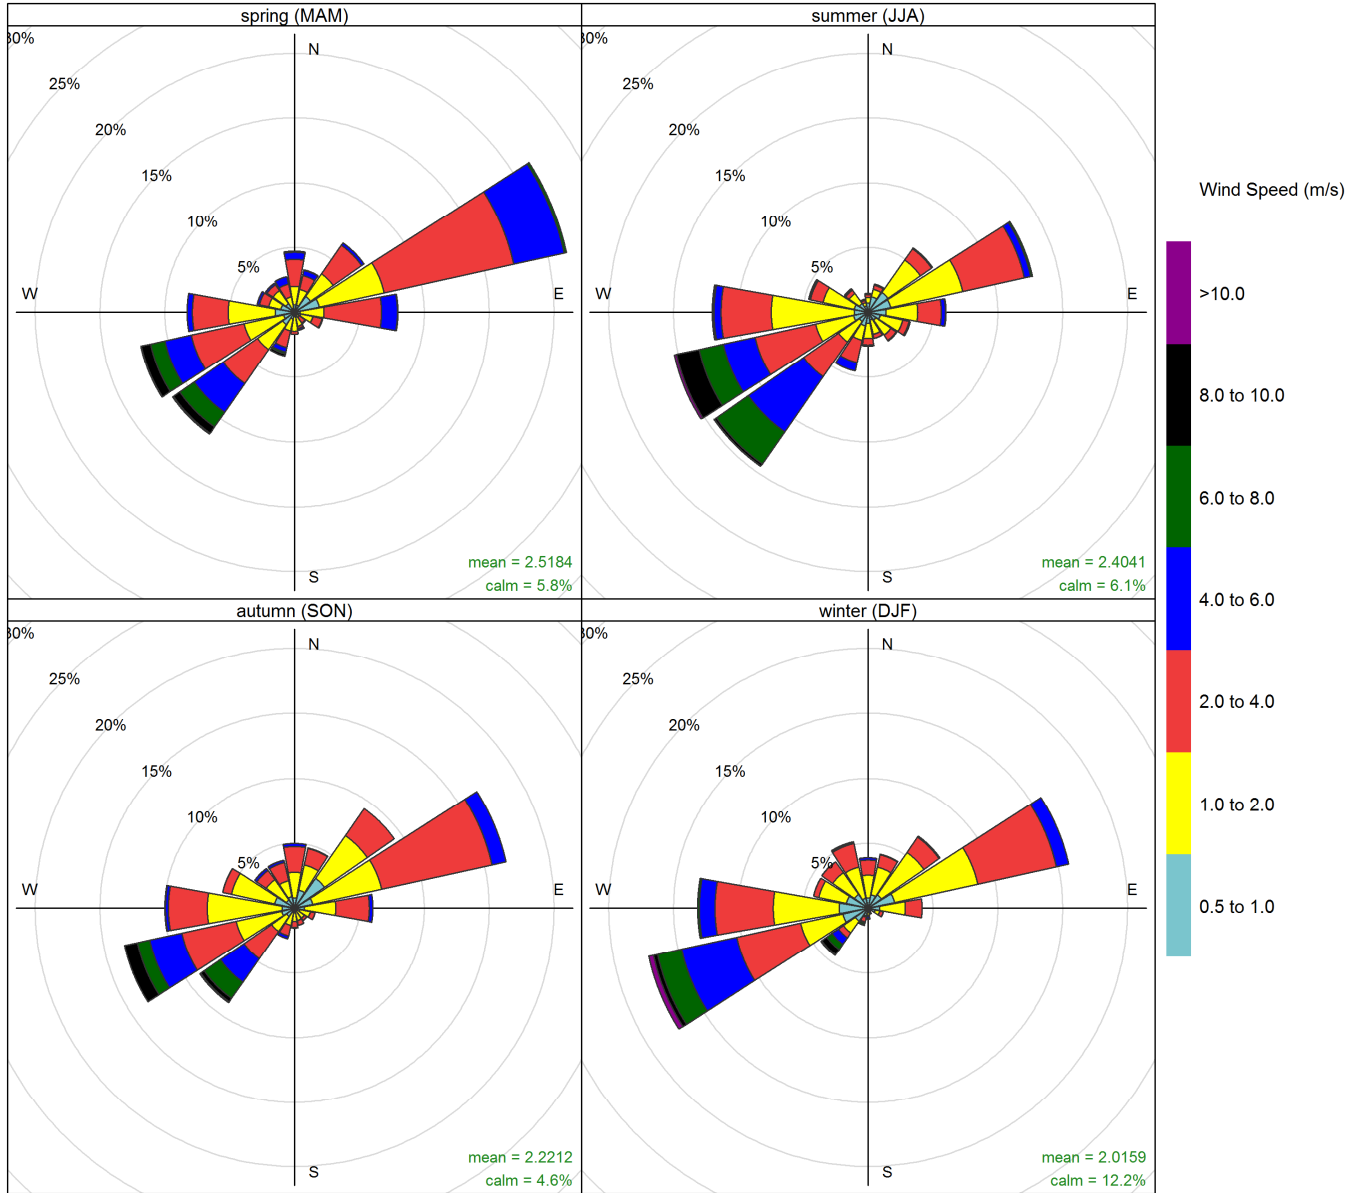 spring (MAM)
30%
25%
20%
15%
10%
5%
N
W
E
S
mean = 2.5184
calm = 5.8%
summer (JJA)
30%
25%
20%
15%
10%
5%
N
W
E
S
mean = 2.4041
calm = 6.1%
autumn (SON)
30%
25%
20%
15%
10%
5%
N
W
E
S
mean = 2.2212
calm = 4.6%
winter (DJF)
30%
25%
20%
15%
10%
5%
N
W
E
S
mean = 2.0159
calm = 12.2%
Wind Speed (m/s)
>10.0
8.0 to 10.0
6.0 to 8.0
4.0 to 6.0
2.0 to 4.0
1.0 to 2.0
0.5 to 1.0